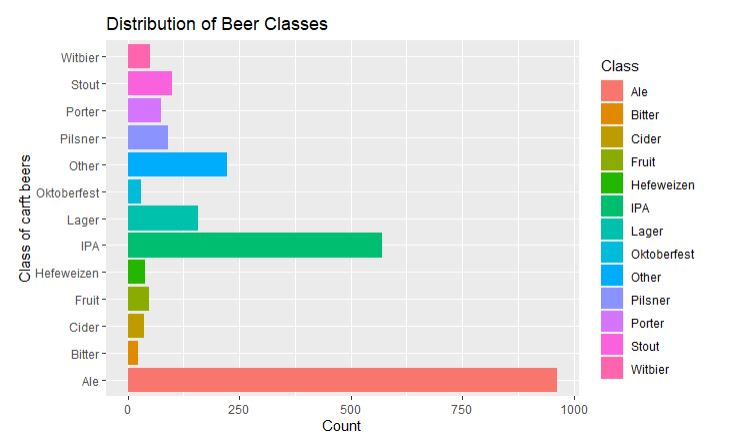 Distribution of Beer Classes
Class of carft beers
Witbier
Stout
Porter
Pilsner
Other
Oktoberfest
Lager
IPA
Hefeweizen
Fruit
Cider
Bitter
Ale
0 250 500 750 1000
Count
Class
Ale
Bitter
Cider
Fruit
Hefeweizen
IPA
Lager
Oktoberfest
Other
Pilsner
Porter
Stout
Witbier